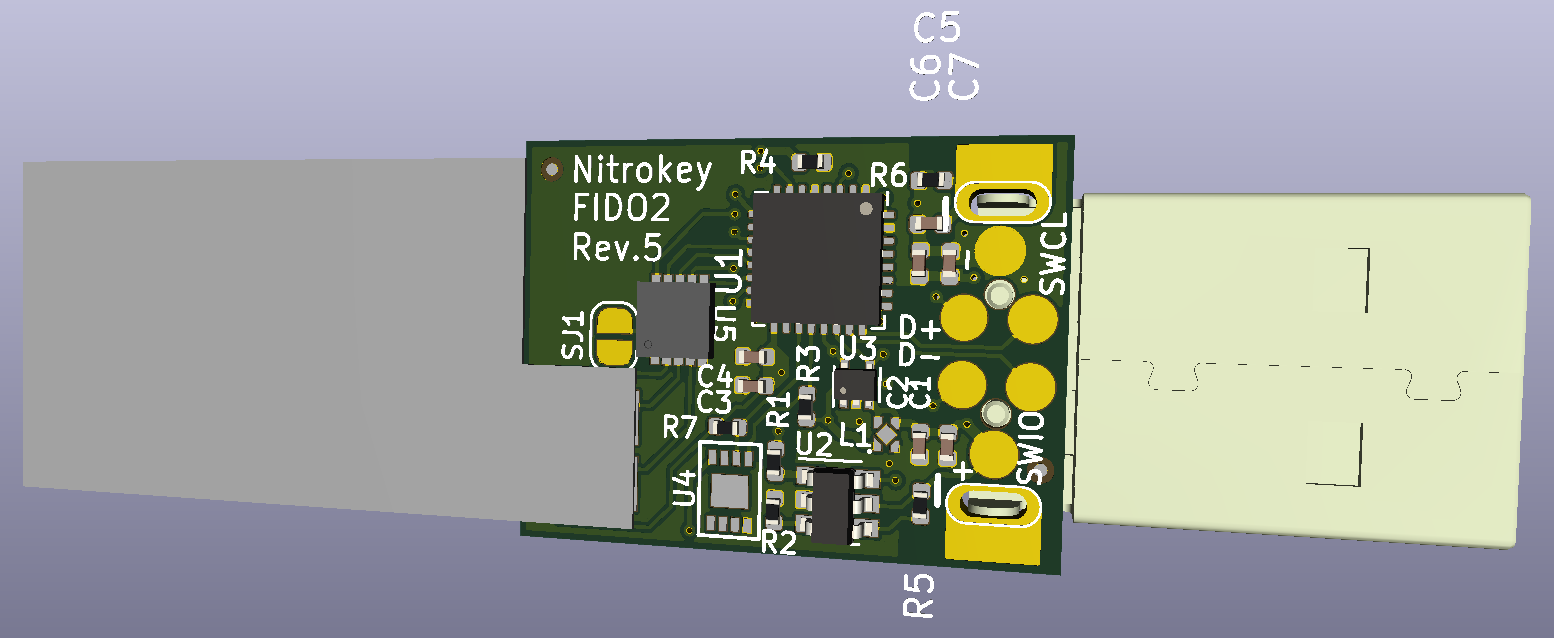 C5
C6
C7
Nitrokey
FIDO2
Rev.5
R4
R6
U1
U5
SJ1
SWCL
-
D+
D-
U3
R3
C4
C3
C2
C1
R1
R7
L1
U2
U4
SWIO
+
R2
R5